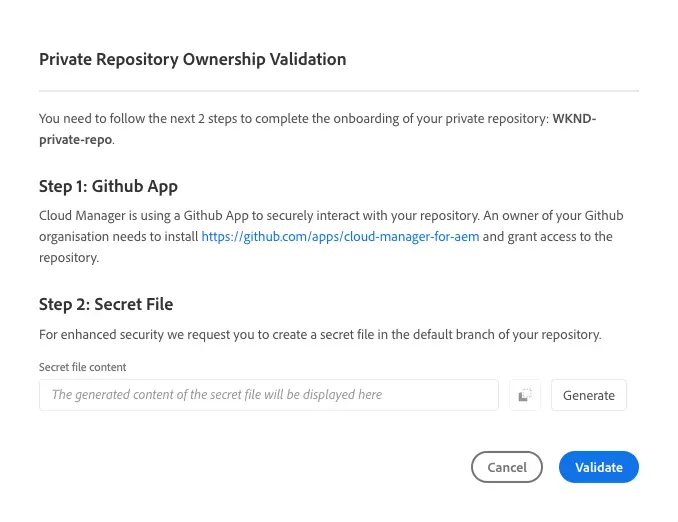 Private Repository Ownership Validation
You need to follow the next 2 steps to complete the onboarding of your private repository: WKND-
private-repo.
Step 1: Github App
Cloud Manager is using a Github App to securely interact with your repository. An owner of your Github
organisation needs to install https://github.com/apps/cloud-manager-for-aem and grant access to the
repository.
Step 2: Secret File
For enhanced security we request you to create a secret file in the default branch of your repository.
Secret file content
The generated content of the secret file will be displayed here
Generate
Cancel
Validate